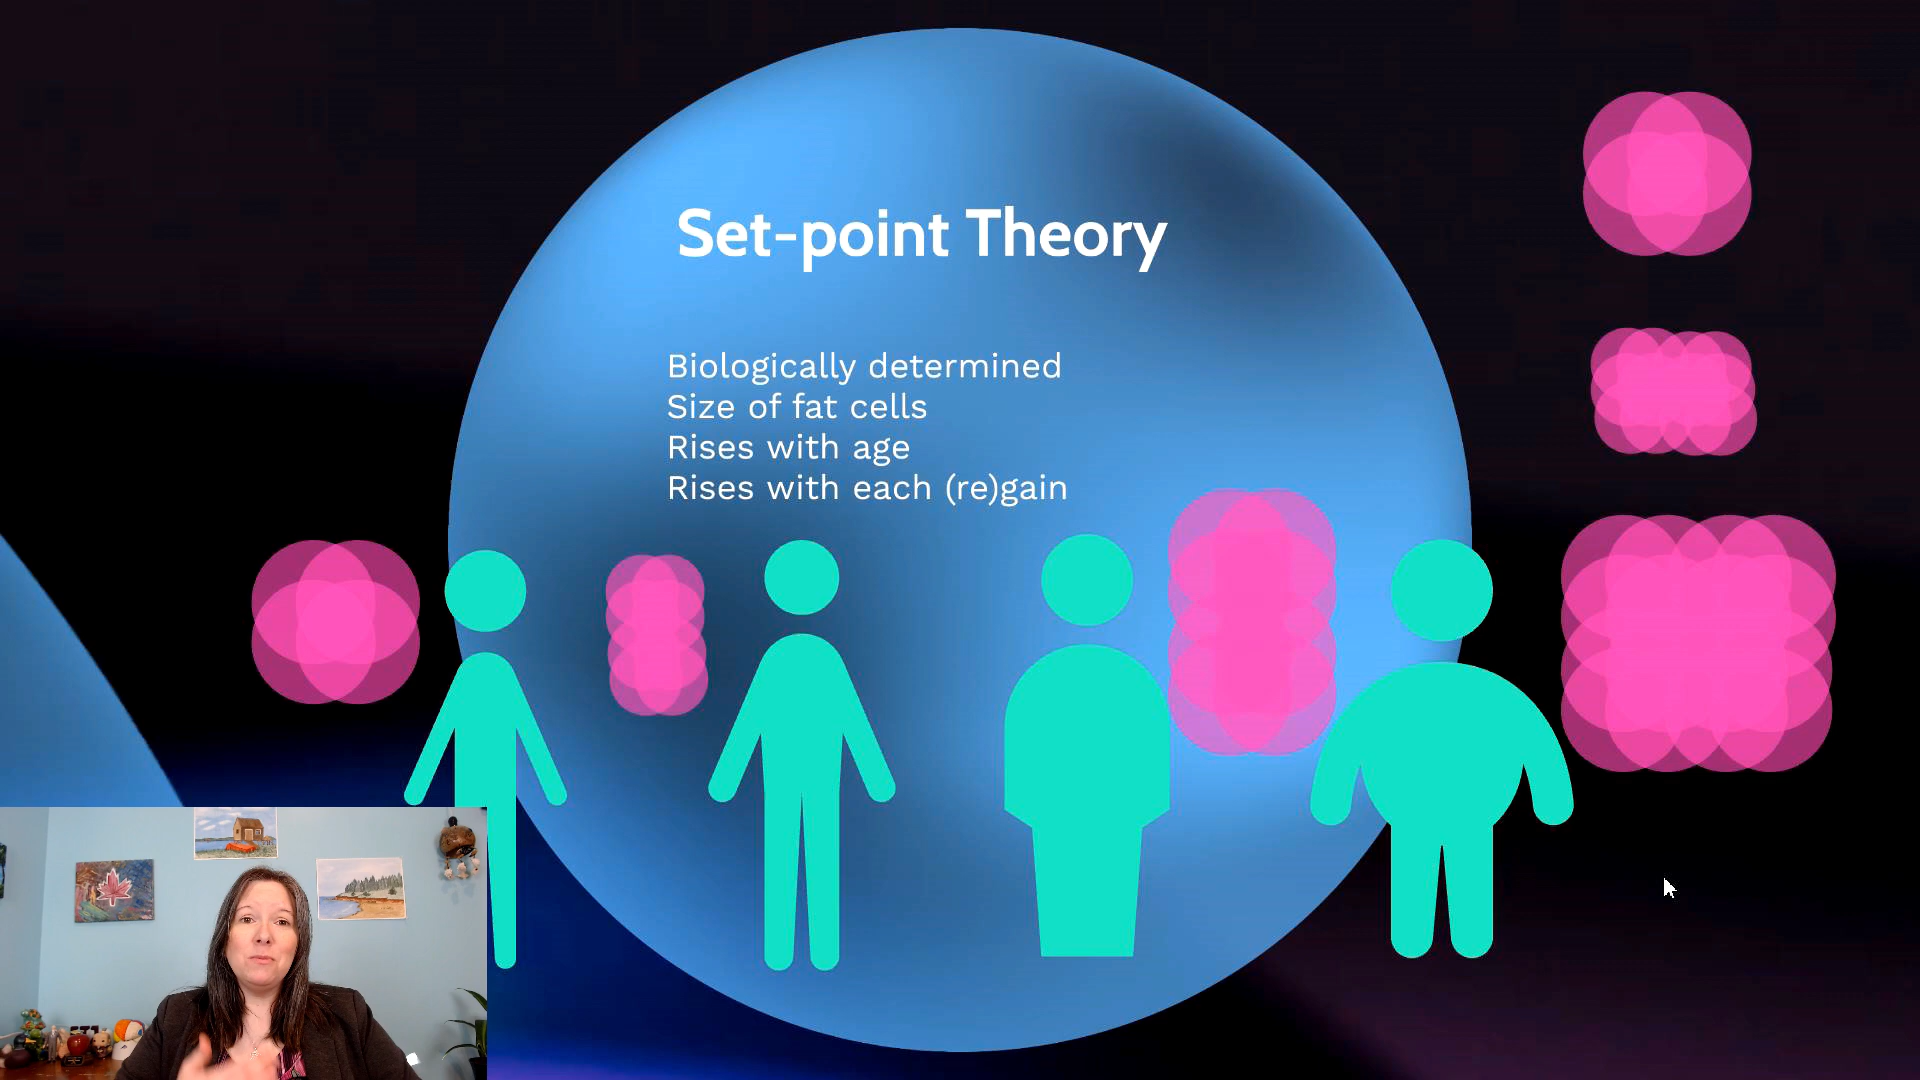 Set-point Theory
Biologically determined
Size of fat cells
Rises with age
Rises with each (re)gain